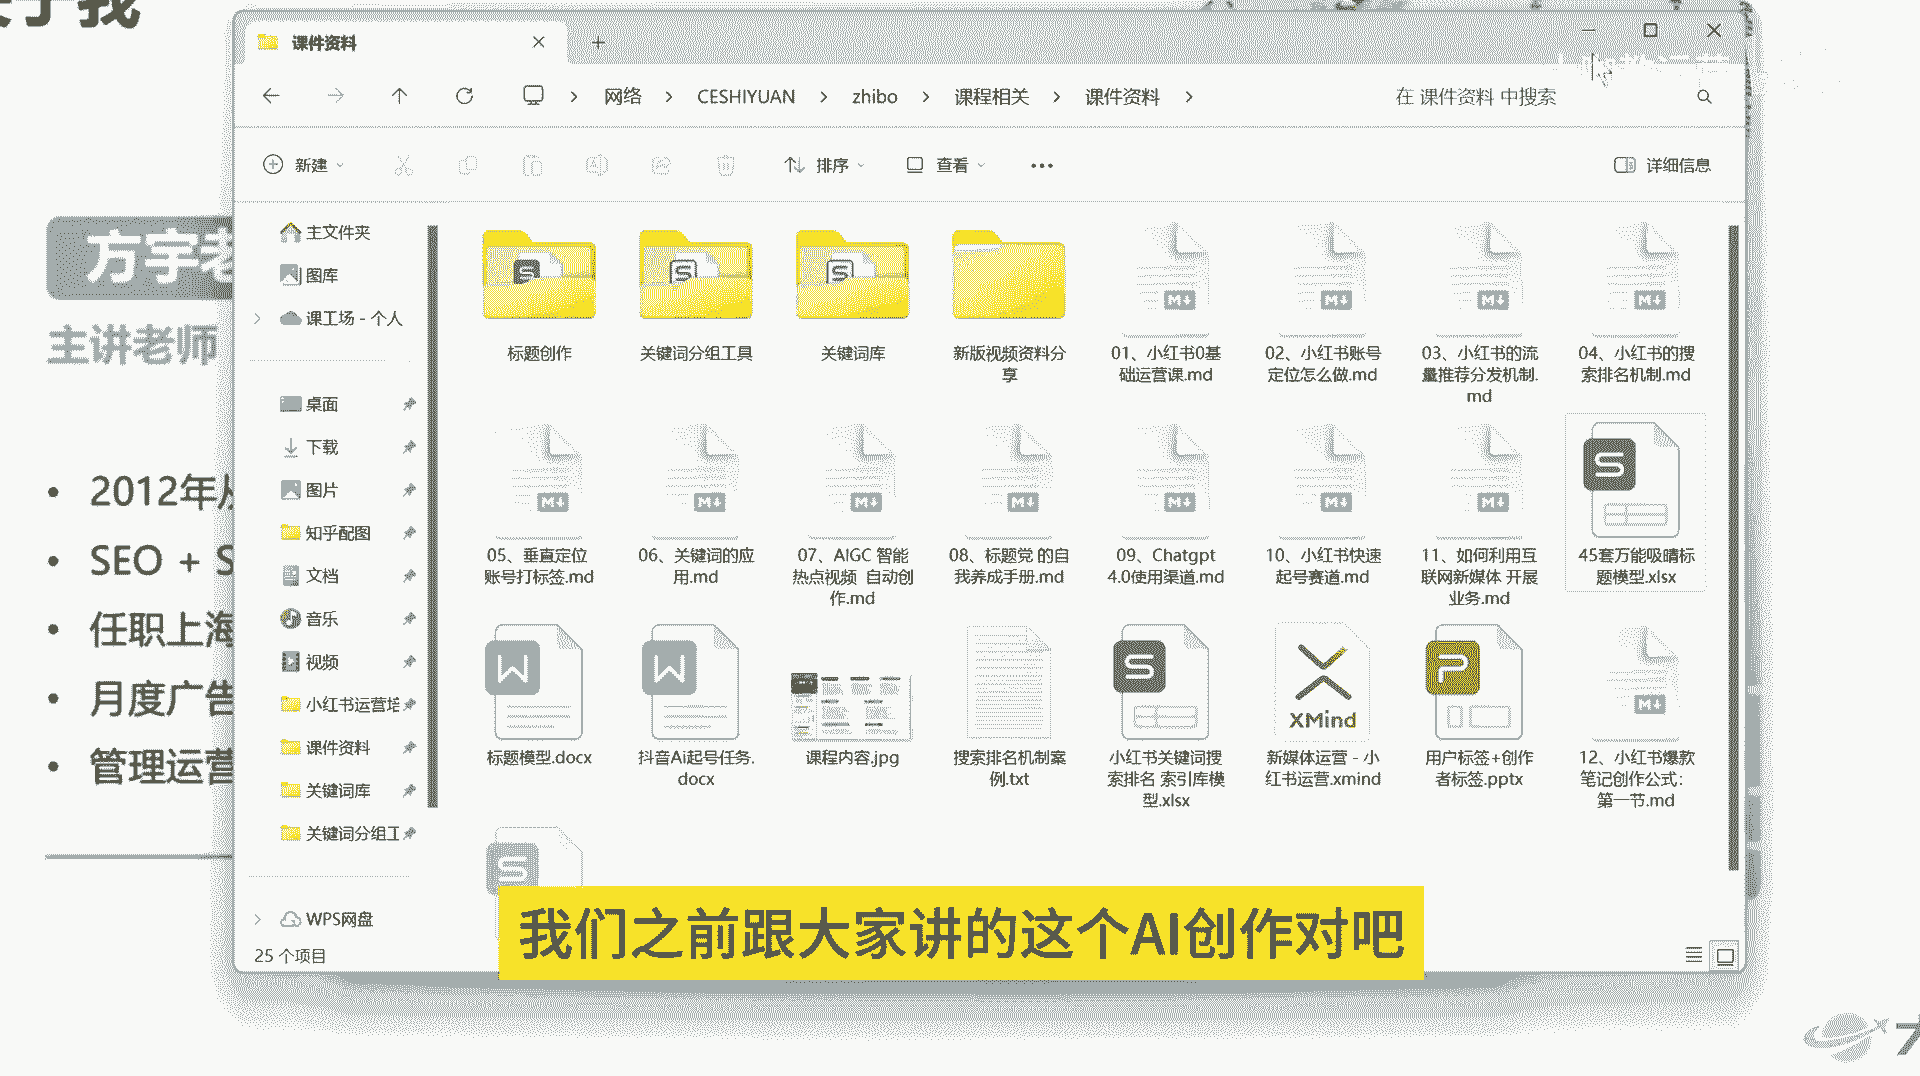 课件资料
网络 > CESHIYUAN > zhibo > 课程相关 > 课件资料 >
在 课件资料 中搜索
新建
排序
查看
详细信息
方宇老
主讲老师
2012年从
SEO + S
任职上海
月度广告
管理运营
主文件夹
图库
课工场 - 个人
桌面
下载
图片
知乎配图
文档
音乐
视频
小红书运营培
课件资料
关键词库
关键词分组工
WPS网盘
25 个项目
标题创作
关键词分组工具
关键词库
新版视频资料分
享
01、小红书0基
础运营课.md
02、小红书账号
定位怎么做.md
03、小红书的流
量推荐分发机制.
md
04、小红书的搜
索排名机制.md
05、垂直定位
账号打标签.md
06、关键词的应
用.md
07、AIGC 智能
热点视频 自动创
作.md
08、标题党 的自
我养成手册.md
09、Chatgpt
4.0使用渠道.md
10、小红书快速
起号赛道.md
11、如何利用互
联网新媒体 开展
业务.md
45套万能吸睛标
题模型.xlsx
标题模型.docx
抖音Ai起号任务.
docx
课程内容.jpg
搜索排名机制案
例.txt
小红书关键词搜
索排名 索引库模
型.xlsx
XMind
新媒体运营 - 小
红书运营.xmind
用户标签+创作
者标签.pptx
12、小红书爆款
笔记创作公式：
第一节.md
我们之前跟大家讲的这个AI创作对吧